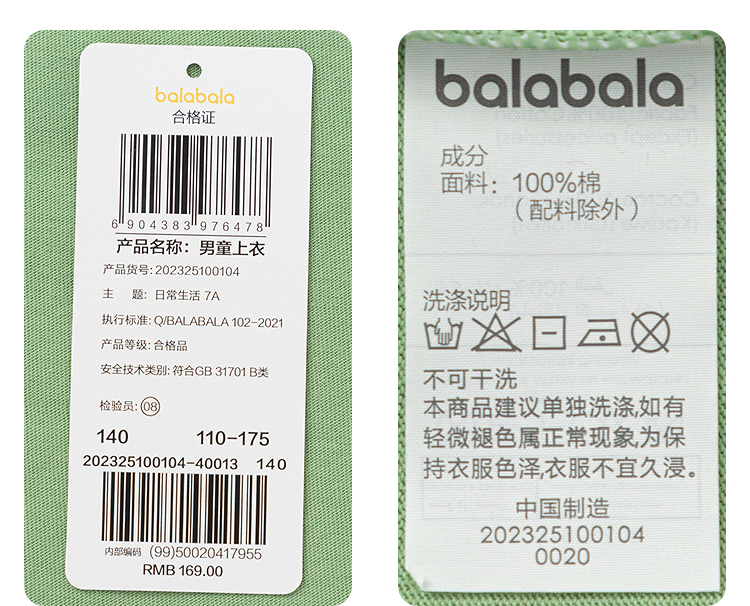 balabala
合格证
6 904383 976478
产品名称: 男童上衣
产品货号: 202325100104
主 题: 日常生活 7A
执行标准: Q/BALABALA 102-2021
产品等级: 合格品
安全技术类别: 符合GB 31701 B类
检验员: 08
140 110-175
202325100104-40013 140
内部编码 (99)50020417955
RMB 169.00
balabala
成分
面料: 100%棉
(配料除外)
洗涤说明
不可干洗
本商品建议单独洗涤,如有
轻微褪色属正常现象,为保
持衣服色泽,衣服不宜久浸。
中国制造
202325100104
0020